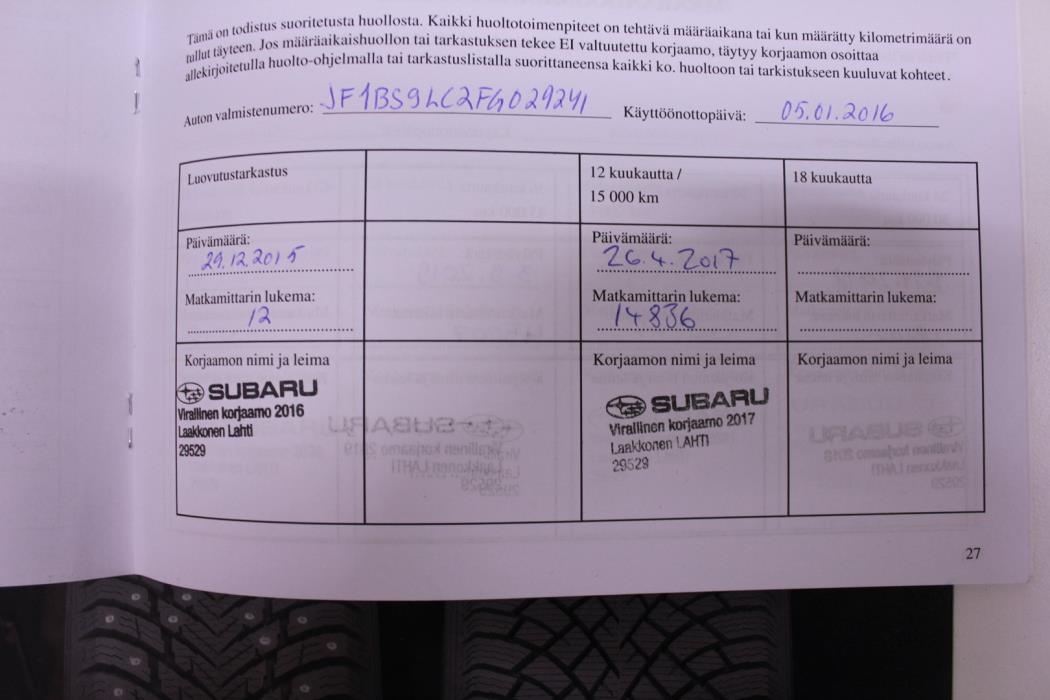 Tämä on todistus suoritetusta huollosta. Kaikki huoltotoimenpiteet on tehtävä määräaikana tai kun määrätty kilometrimäärä on
tullut täyteen. Jos määräaikaishuollon tai tarkastuksen tekee EI valtuutettu korjaamo, täytyy korjaamon osoittaa
allekirjoitetulla huolto-ohjelmalla tai tarkastuslistalla suorittaneensa kaikki ko. huoltoon tai tarkistukseen kuuluvat kohteet.
Auton valmistenumero: JF1BS9LC2FG029241 Käyttöönottopäivä: 05.01.2016
Luovutustarkastus
12 kuukautta /
15 000 km
18 kuukautta
Päivämäärä:
29.12.2015
Matkamittarin lukema:
12
Päivämäärä:
26.4.2017
Matkamittarin lukema:
14836
Päivämäärä:
Matkamittarin lukema:
Korjaamon nimi ja leima
SUBARU
Virallinen korjaamo 2016
Laakkonen Lahti
29529
Korjaamon nimi ja leima
SUBARU
Virallinen korjaamo 2017
Laakkonen LAHTI
29529
Korjaamon nimi ja leima
27